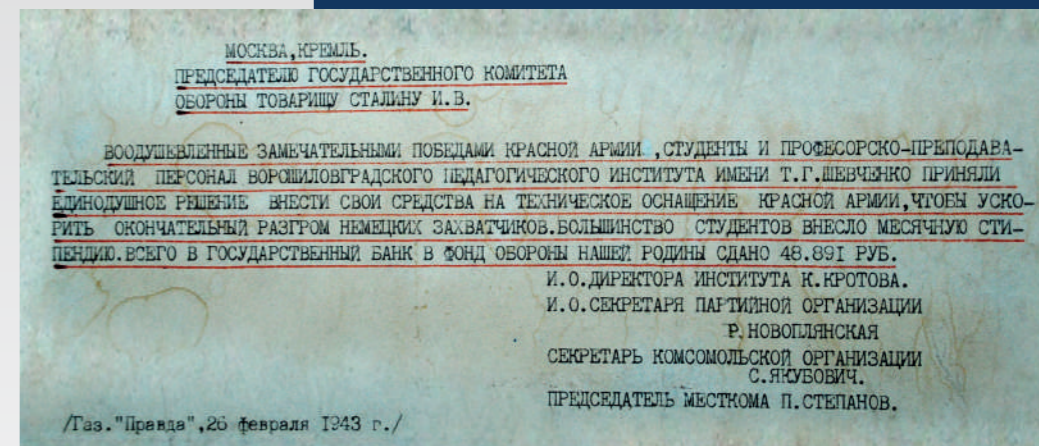 МОСКВА,КРЕМЛЬ.
ПРЕДСЕДАТЕЛЮ ГОСУДАРСТВЕННОГО КОМИТЕТА
ОБОРОНЫ ТОВАРИЩУ СТАЛИНУ И.В.
ВООДУШЕВЛЕННЫЕ ЗАМЕЧАТЕЛЬНЫМИ ПОБЕДАМИ КРАСНОЙ АРМИИ ,СТУДЕНТЫ И ПРОФЕСОРСКО-ПРЕПОДАВА-
ТЕЛЬСКИЙ ПЕРСОНАЛ ВОРОШИЛОВГРАДСКОГО ПЕДАГОГИЧЕСКОГО ИНСТИТУТА ИМЕНИ Т.Г.ШЕВЧЕНКО ПРИНЯЛИ
ЕДИНОДУШНОЕ РЕШЕНИЕ ВНЕСТИ СВОИ СРЕДСТВА НА ТЕХНИЧЕСКОЕ ОСНАЩЕНИЕ КРАСНОЙ АРМИИ,ЧТОБЫ УСКО-
РИТЬ ОКОНЧАТЕЛЬНЫЙ РАЗГРОМ НЕМЕЦКИХ ЗАХВАТЧИКОВ.БОЛЬШИНСТВО СТУДЕНТОВ ВНЕСЛО МЕСЯЧНУЮ СТИ-
ПЕНДИЮ.ВСЕГО В ГОСУДАРСТВЕННЫЙ БАНК В ФОНД ОБОРОНЫ НАШЕЙ РОДИНЫ СДАНО 48.891 РУБ.
И.О.ДИРЕКТОРА ИНСТИТУТА К.КРОТОВА.
И.О.СЕКРЕТАРЯ ПАРТИЙНОЙ ОРГАНИЗАЦИИ
Р.НОВОПЛЯНСКАЯ
СЕКРЕТАРЬ КОМСОМОЛЬСКОЙ ОРГАНИЗАЦИИ
С.ЯКУБОВИЧ.
ПРЕДСЕДАТЕЛЬ МЕСТКОМА П.СТЕПАНОВ.
/Газ."Правда",26 февраля 1943 г./